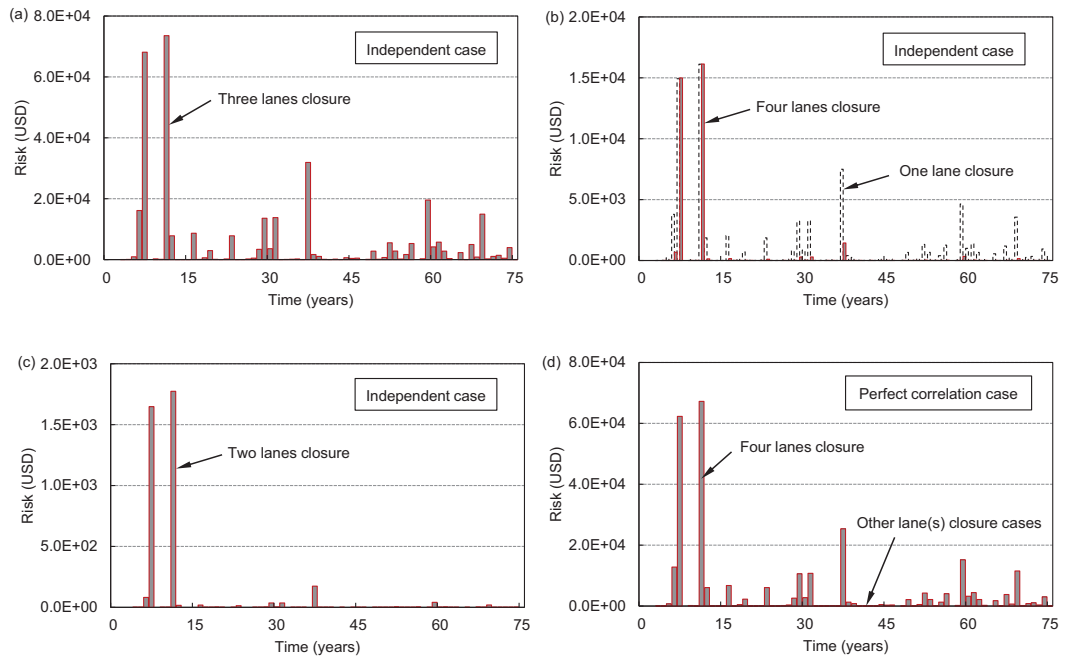 (a)
8.0E+04
6.0E+04
4.0E+04
2.0E+04
0.0E+00
Risk (USD)
Independent case
Three lanes closure
0 15 30 45 60 75
Time (years)
(b)
2.0E+04
1.5E+04
1.0E+04
5.0E+03
0.0E+00
Risk (USD)
Independent case
Four lanes closure
One lane closure
0 15 30 45 60 75
Time (years)
(c)
2.0E+03
1.5E+03
1.0E+03
5.0E+02
0.0E+00
Risk (USD)
Independent case
Two lanes closure
0 15 30 45 60 75
Time (years)
(d)
8.0E+04
6.0E+04
4.0E+04
2.0E+04
0.0E+00
Risk (USD)
Perfect correlation case
Four lanes closure
Other lane(s) closure cases
0 15 30 45 60 75
Time (years)